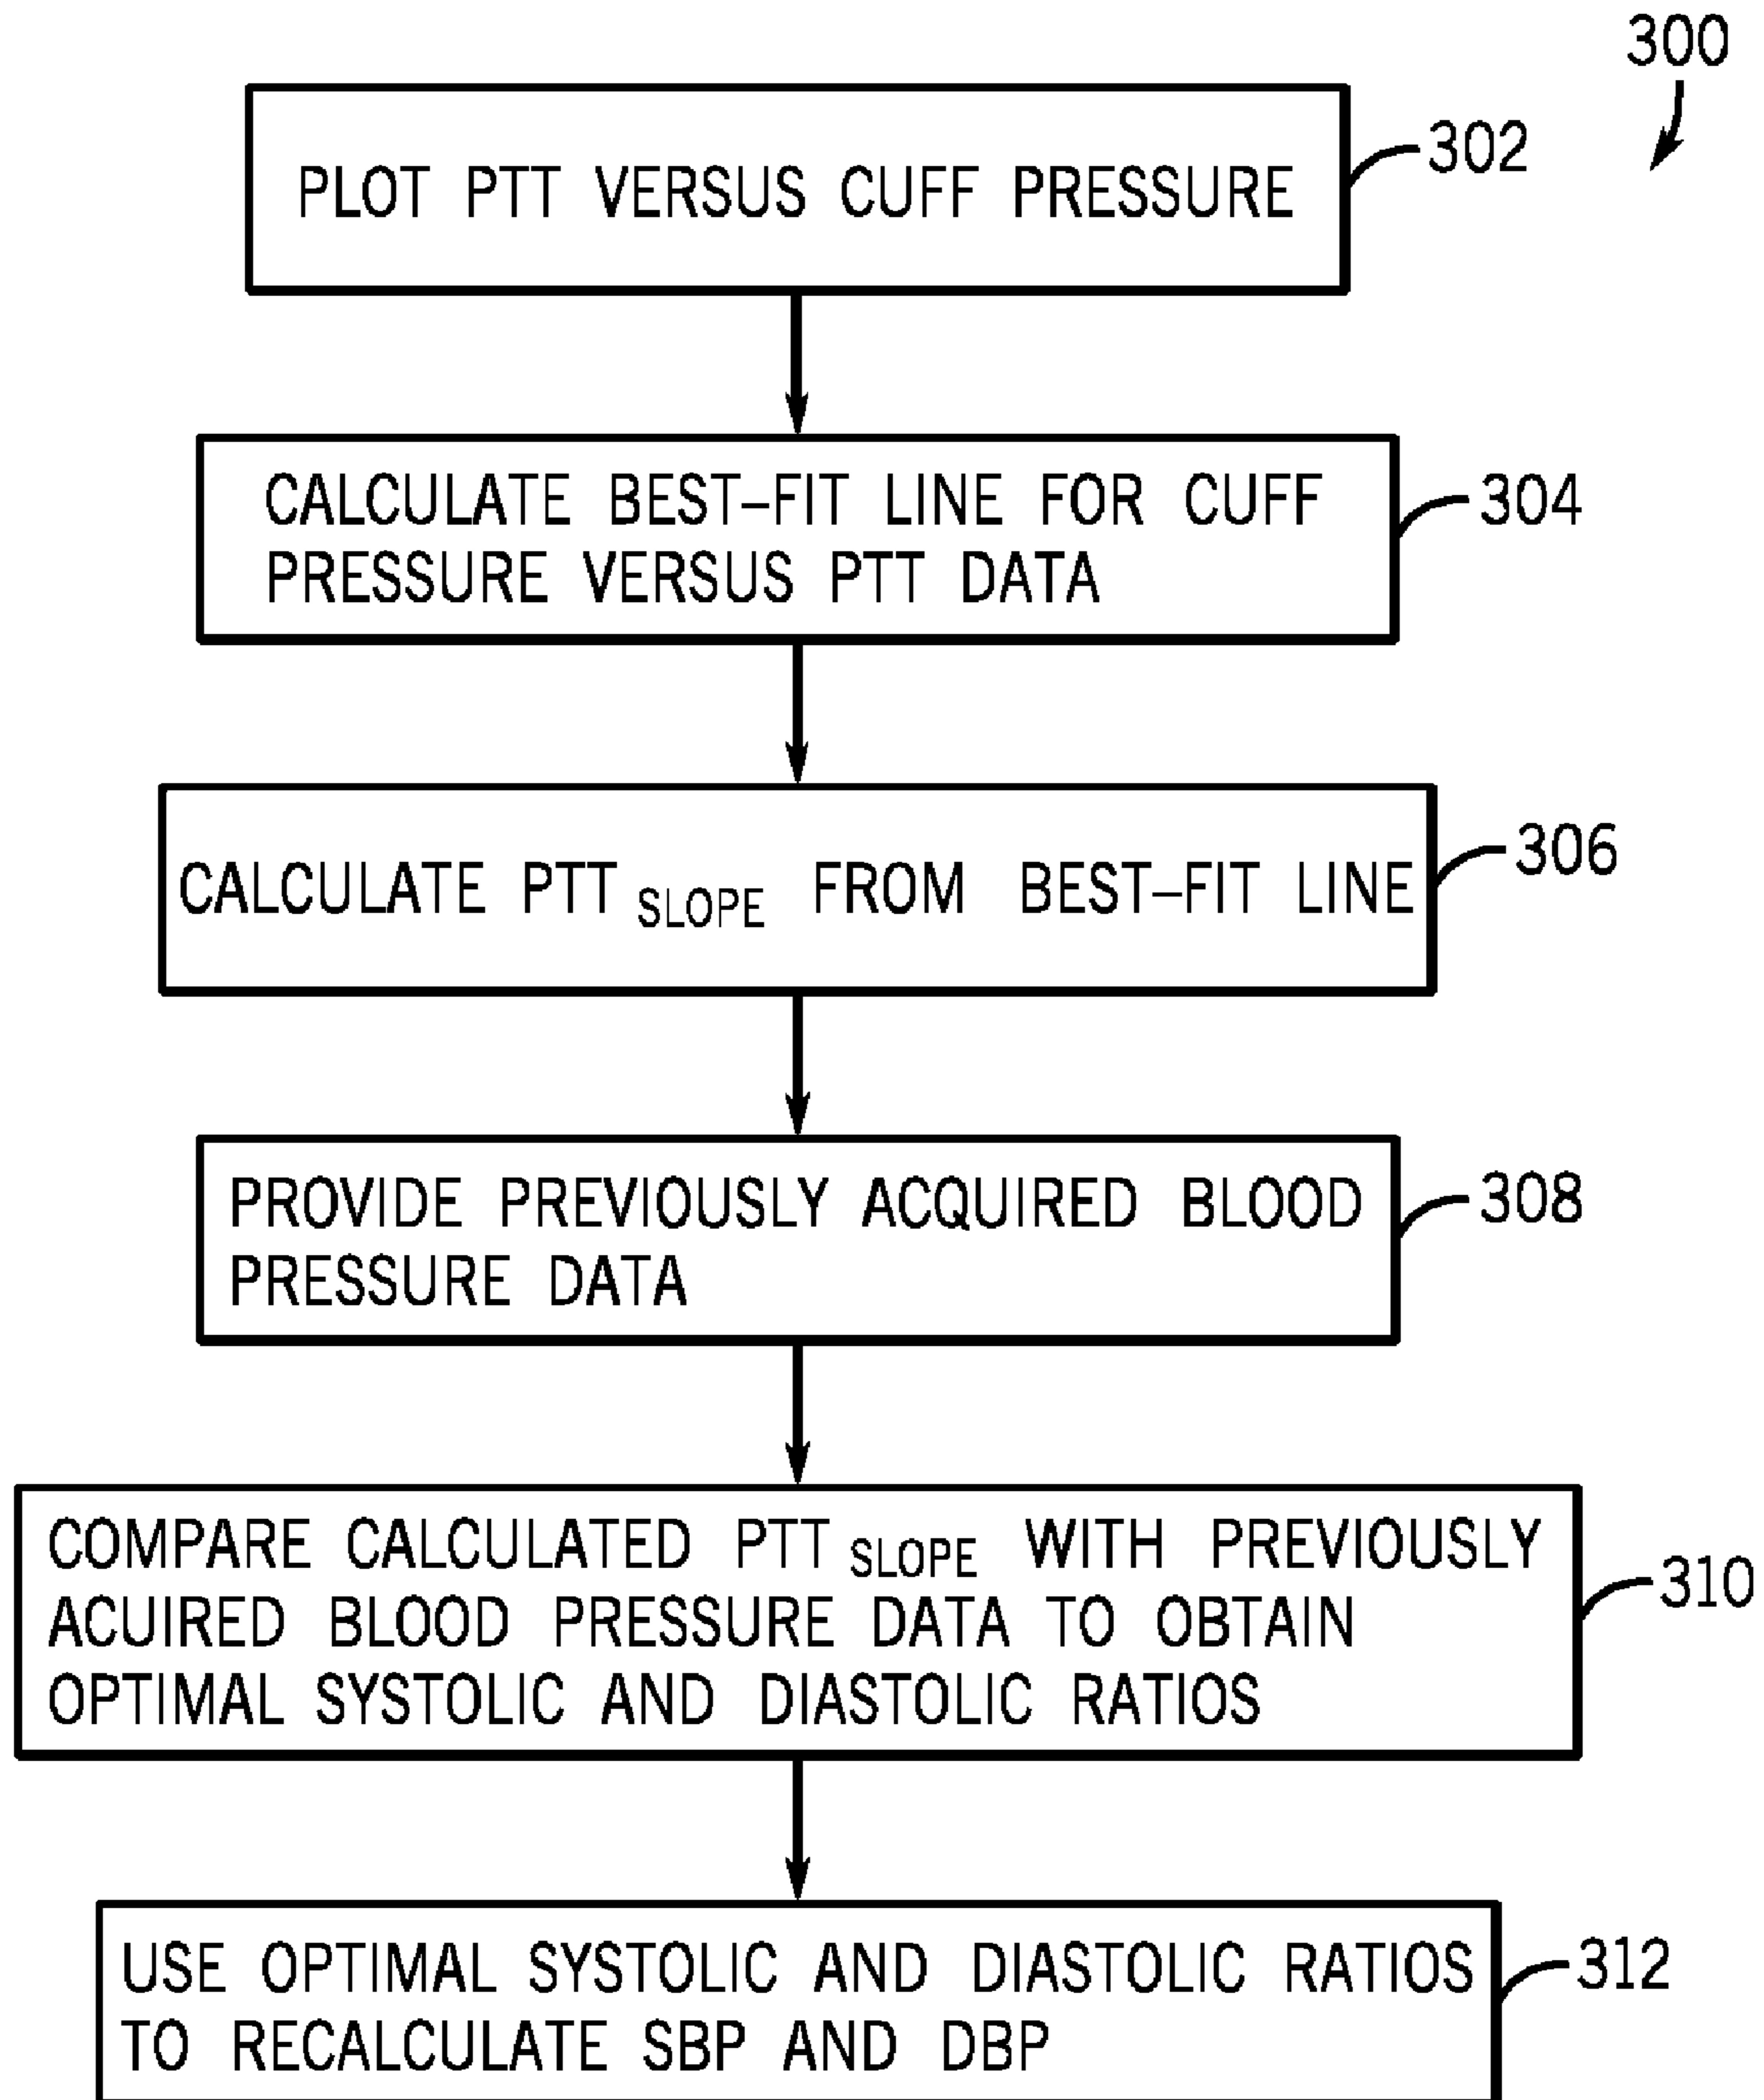 300
PLOT PTT VERSUS CUFF PRESSURE
302
CALCULATE BEST–FIT LINE FOR CUFF
PRESSURE VERSUS PTT DATA
304
CALCULATE PTT SLOPE FROM BEST–FIT LINE
306
PROVIDE PREVIOUSLY ACQUIRED BLOOD
PRESSURE DATA
308
COMPARE CALCULATED PTT SLOPE WITH PREVIOUSLY
ACUIRED BLOOD PRESSURE DATA TO OBTAIN
OPTIMAL SYSTOLIC AND DIASTOLIC RATIOS
310
USE OPTIMAL SYSTOLIC AND DIASTOLIC RATIOS
TO RECALCULATE SBP AND DBP
312